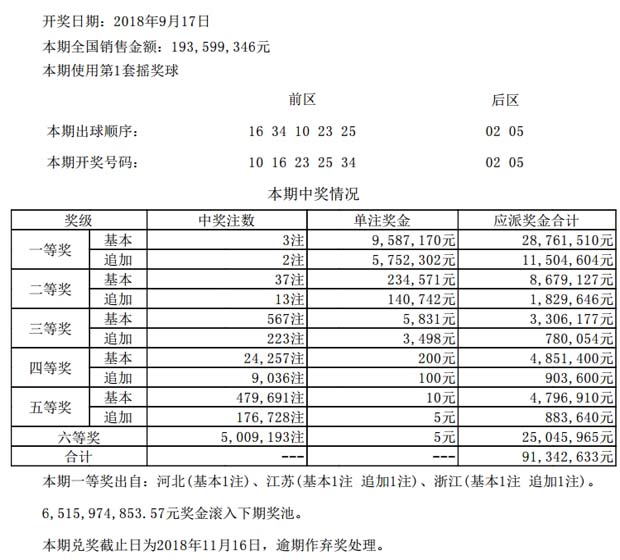 开奖日期：2018年9月17日
本期全国销售金额：193,599,346元
本期使用第1套摇奖球
前区 后区
本期出球顺序： 16 34 10 23 25 02 05
本期开奖号码： 10 16 23 25 34 02 05
本期中奖情况
奖级 中奖注数 单注奖金 应派奖金合计
一等奖 基本 3注 9,587,170元 28,761,510元
追加 2注 5,752,302元 11,504,604元
二等奖 基本 37注 234,571元 8,679,127元
追加 13注 140,742元 1,829,646元
三等奖 基本 567注 5,831元 3,306,177元
追加 223注 3,498元 780,054元
四等奖 基本 24,257注 200元 4,851,400元
追加 9,036注 100元 903,600元
五等奖 基本 479,691注 10元 4,796,910元
追加 176,728注 5元 883,640元
六等奖 5,009,193注 5元 25,045,965元
合计 --- --- 91,342,633元
本期一等奖出自：河北(基本1注)、江苏(基本1注 追加1注)、浙江(基本1注 追加1注)。
6,515,974,853.57元奖金滚入下期奖池。
本期兑奖截止日为2018年11月16日，逾期作弃奖处理。